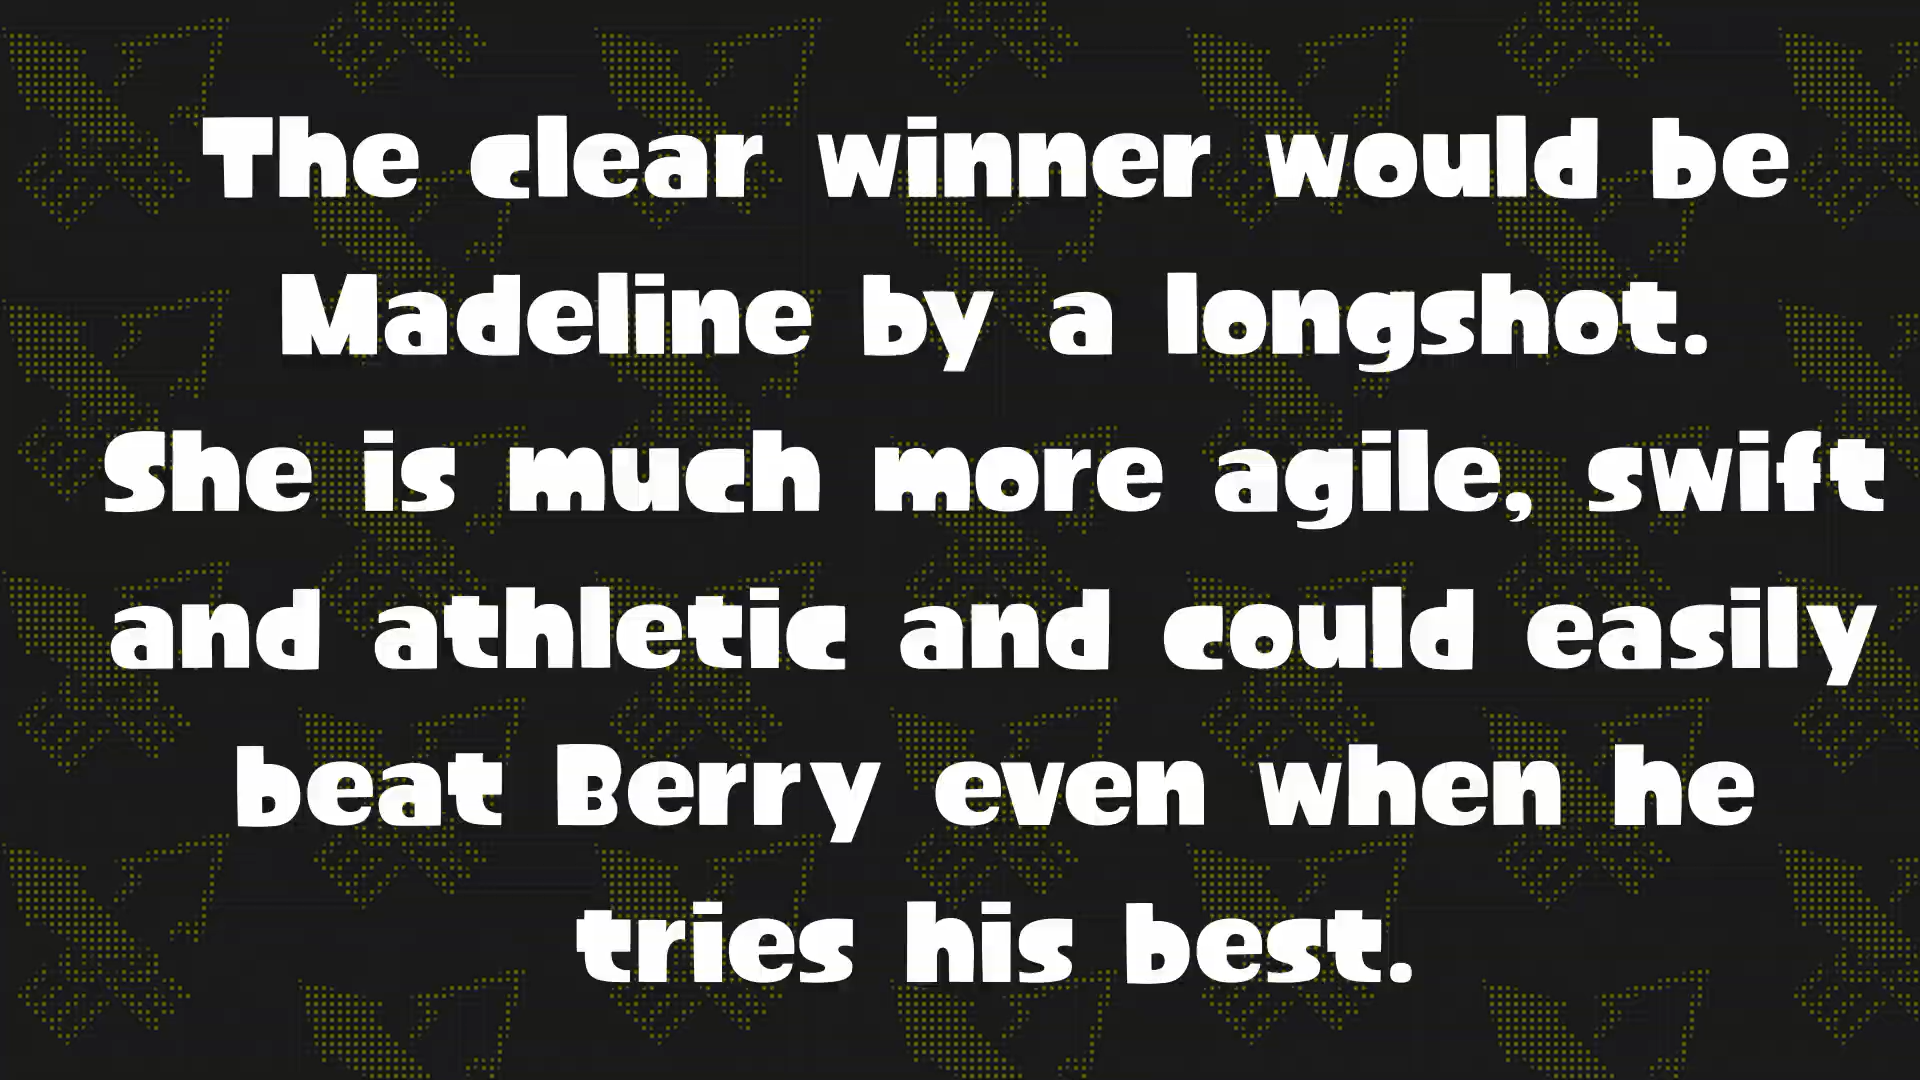 The clear winner would be
Madeline by a longshot.
She is much more agile, swift
and athletic and could easily
beat Berry even when he
tries his best.